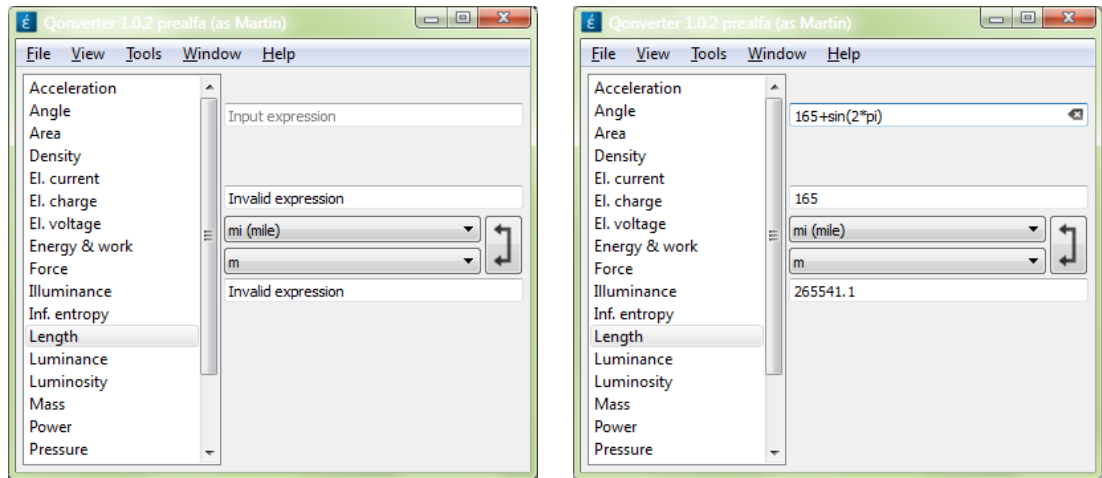 Qonverter 1.0.2 prealfa (as Martin)
File View Tools Window Help
Acceleration
Angle
Area
Density
El. current
El. charge
El. voltage
Energy & work
Force
Illuminance
Inf. entropy
Length
Luminance
Luminosity
Mass
Power
Pressure
Input expression
Invalid expression
mi (mile)
m
Invalid expression
Qonverter 1.0.2 prealfa (as Martin)
File View Tools Window Help
Acceleration
Angle
Area
Density
El. current
El. charge
El. voltage
Energy & work
Force
Illuminance
Inf. entropy
Length
Luminance
Luminosity
Mass
Power
Pressure
165+sin(2*pi)
165
mi (mile)
m
265541.1